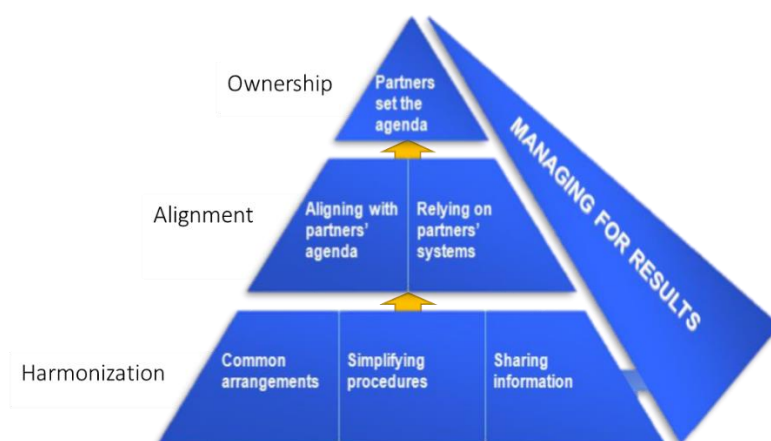 Ownership
Partners
set the
agenda
MANAGING FOR RESULTS
Alignment
Aligning with
partners'
agenda
Relying on
partners'
systems
Harmonization
Common
arrangements
Simplifying
procedures
Sharing
information